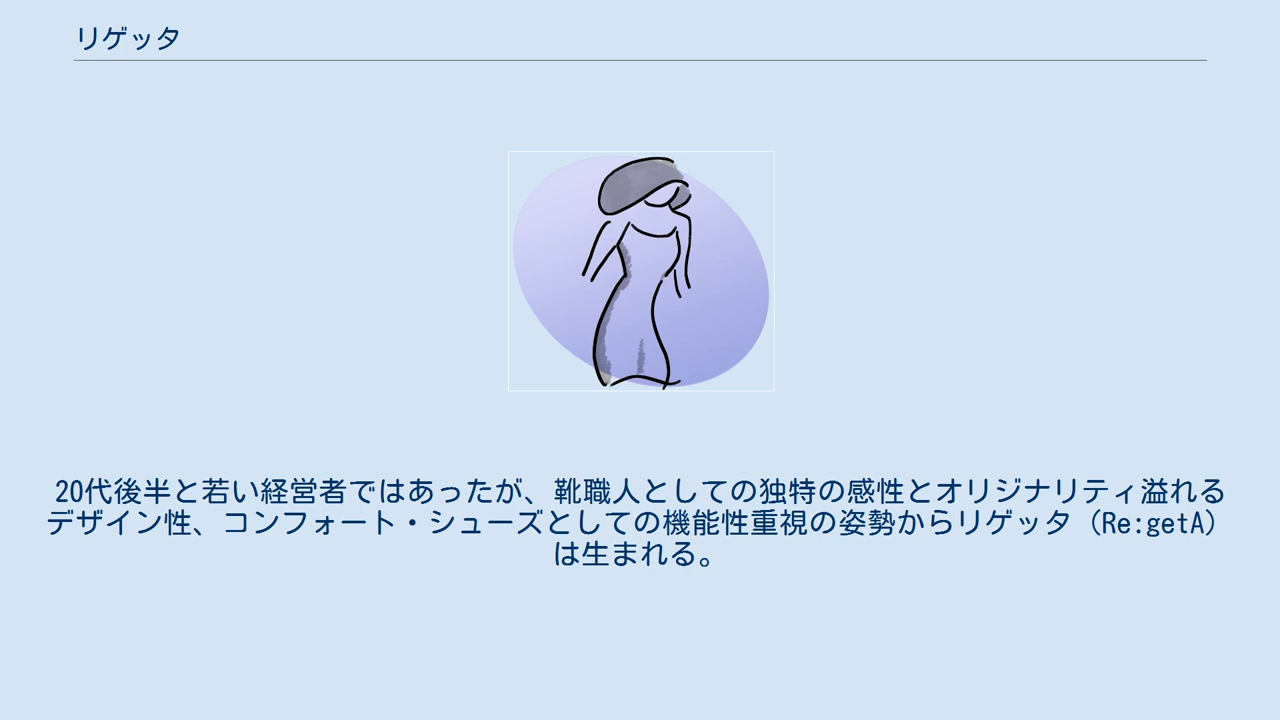 リゲッタ
20代後半と若い経営者ではあったが、靴職人としての独特の感性とオリジナリティ溢れる
デザイン性、コンフォート・シューズとしての機能性重視の姿勢からリゲッタ（Re:getA）
は生まれる。